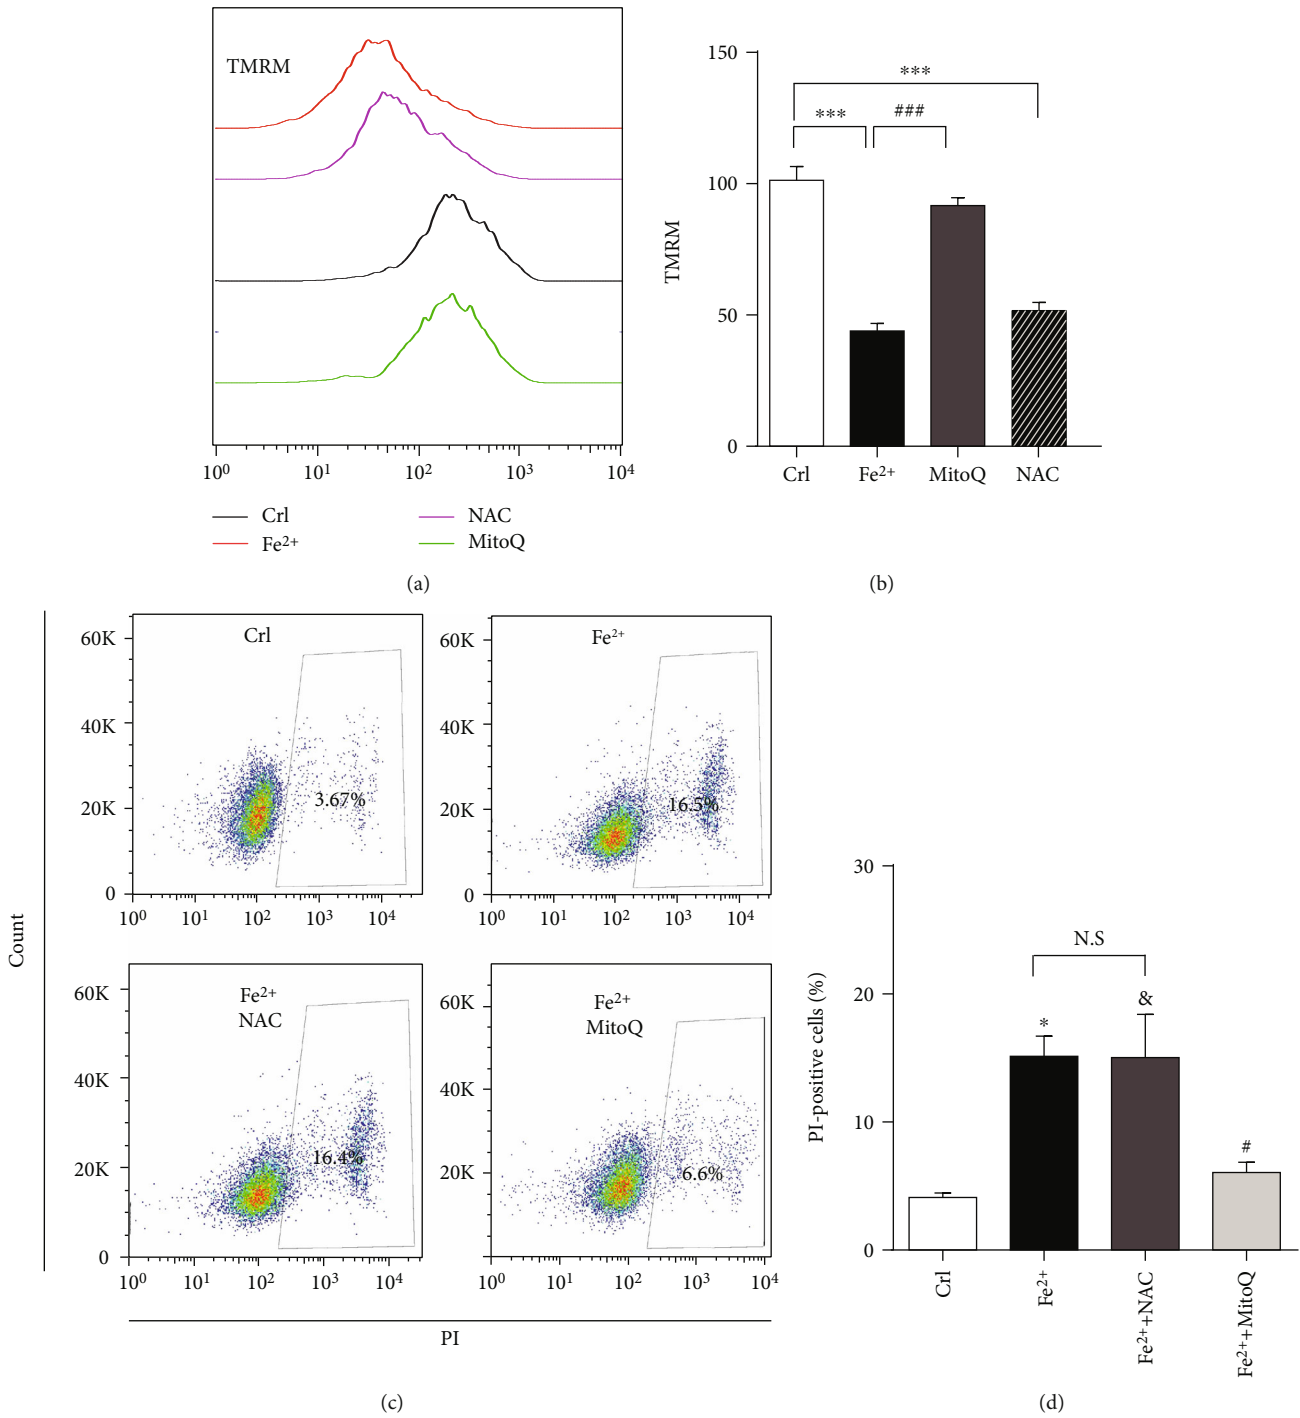 TMRM
10⁰ 10¹ 10² 10³ 10⁴
Crl
Fe²⁺
NAC
MitoQ
(a)
150
100
50
0
TMRM
***
***
###
Crl Fe²⁺ MitoQ NAC
(b)
Count
60K
40K
20K
0
Crl
3.67%
10⁰ 10¹ 10² 10³ 10⁴
60K
40K
20K
0
Fe²⁺
16.5%
10⁰ 10¹ 10² 10³ 10⁴
60K
40K
20K
0
Fe²⁺
NAC
16.4%
10⁰ 10¹ 10² 10³ 10⁴
60K
40K
20K
0
Fe²⁺
MitoQ
6.6%
10⁰ 10¹ 10² 10³ 10⁴
PI
(c)
30
20
10
0
PI-positive cells (%)
N.S
*
&
#
Crl
Fe²⁺
Fe²⁺+NAC
Fe²⁺+MitoQ
(d)